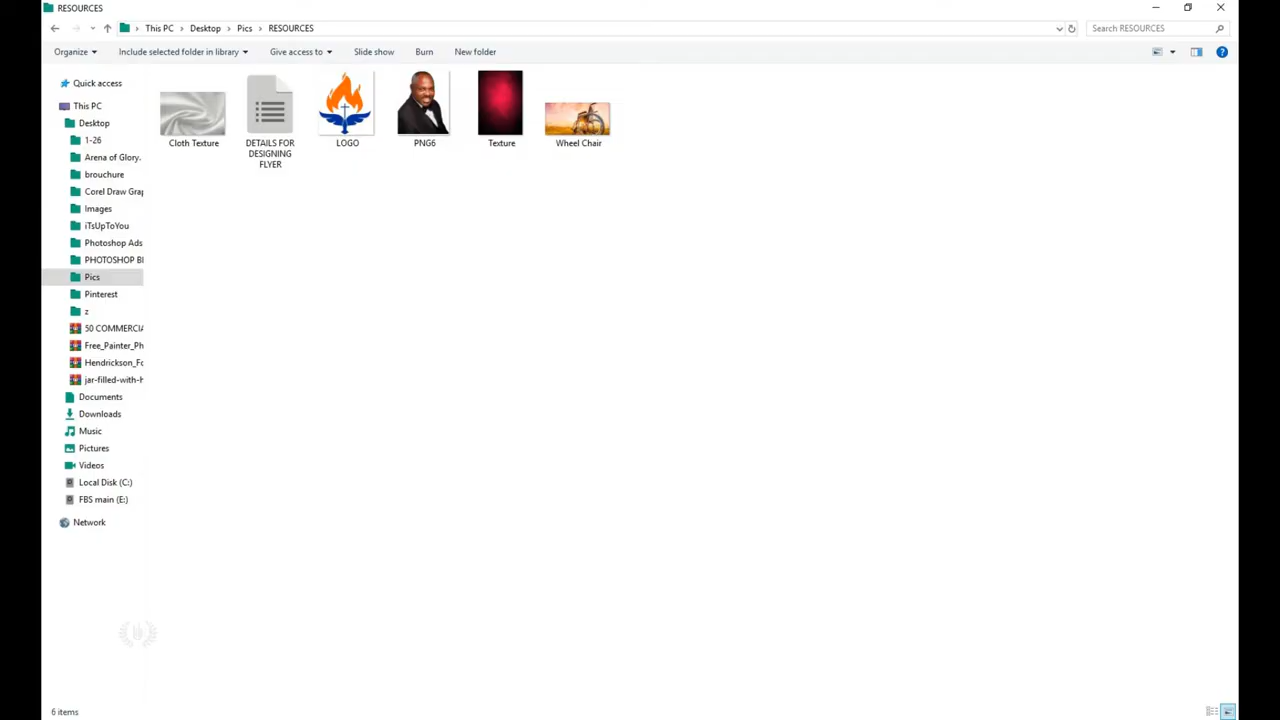 RESOURCES
This PC
Desktop
Pics
RESOURCES
Search RESOURCES
Organize
Include selected folder in library
Give access to
Slide show
Burn
New folder
Quick access
This PC
Desktop
1-26
Arena of Glory.
brouchure
Corel Draw Grap
Images
iTsUpToYou
Photoshop Ads
PHOTOSHOP BI
Pics
Pinterest
z
50 COMMERCIA
Free_Painter_Ph
Hendrickson_Fo
jar-filled-with-h
Documents
Downloads
Music
Pictures
Videos
Local Disk (C:)
FBS main (E:)
Network
Cloth Texture
DETAILS FOR
DESIGNING
FLYER
LOGO
PNG6
Texture
Wheel Chair
6 items